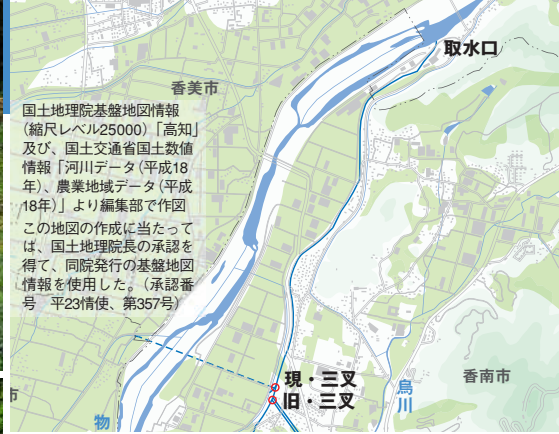 取水口
香美市
国土地理院基盤地図情報
(縮尺レベル25000)「高知」
及び、国土交通省国土数値
情報「河川データ(平成18
年)、農業地域データ(平成
18年)」より編集部で作図
この地図の作成に当たって
は、国土地理院長の承認を
得て、同院発行の基盤地図
情報を使用した。(承認番
号　平23情使、第357号)
現・三叉
旧・三叉
香南市
烏川
市
物